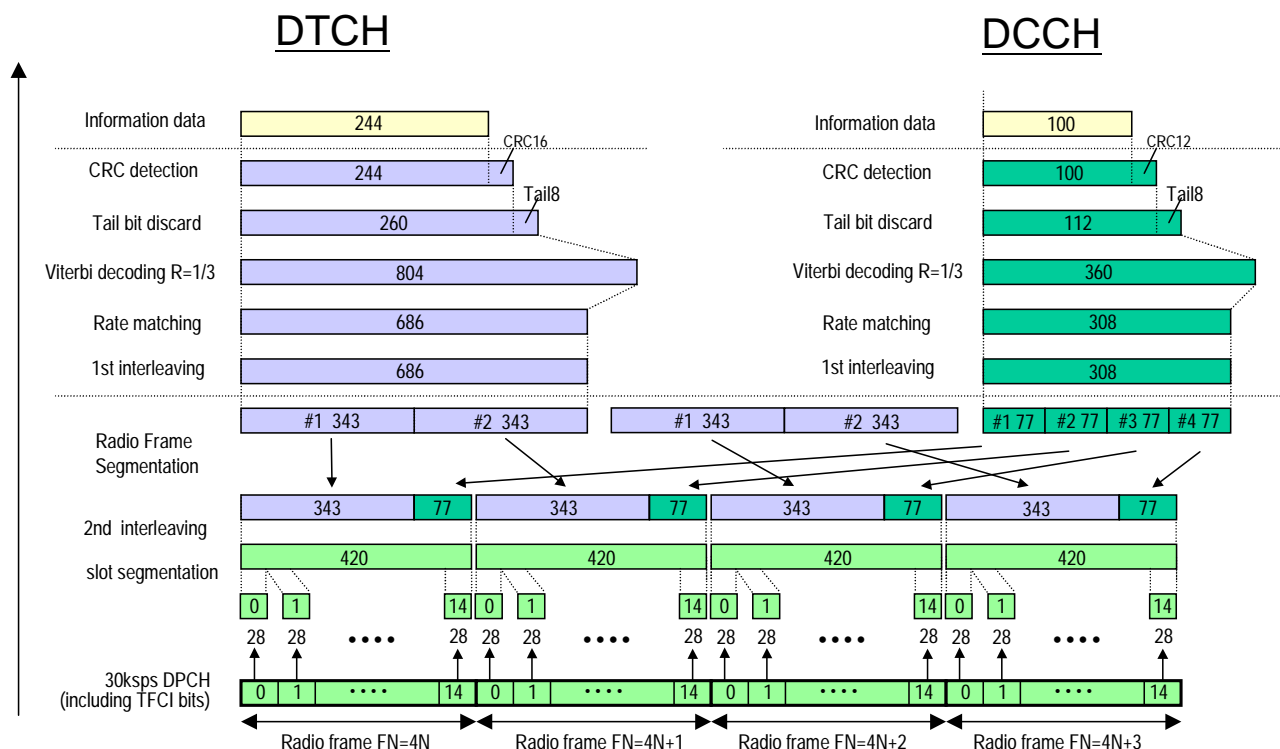 DTCH DCCH
Information data 244 Information data 100
CRC16 CRC12
CRC detection 244 CRC detection 100
Tail8 Tail8
Tail bit discard 260 Tail bit discard 112
Viterbi decoding R=1/3 804 Viterbi decoding R=1/3 360
Rate matching 686 Rate matching 308
1st interleaving 686 1st interleaving 308
#1 343 #2 343 #1 343 #2 343 #1 77 #2 77 #3 77 #4 77
Radio Frame
Segmentation
343 77 343 77 343 77 343 77
2nd interleaving
420 420 420 420
slot segmentation
0 1 14 0 1 14 0 1 14 0 1 14
28 28 •••• 28 28 28 •••• 28 28 28 •••• 28 28 28 •••• 28
30ksps DPCH
(including TFCI bits)
0 1 •••• 14 0 1 •••• 14 0 1 •••• 14 0 1 •••• 14
Radio frame FN=4N Radio frame FN=4N+1 Radio frame FN=4N+2 Radio frame FN=4N+3